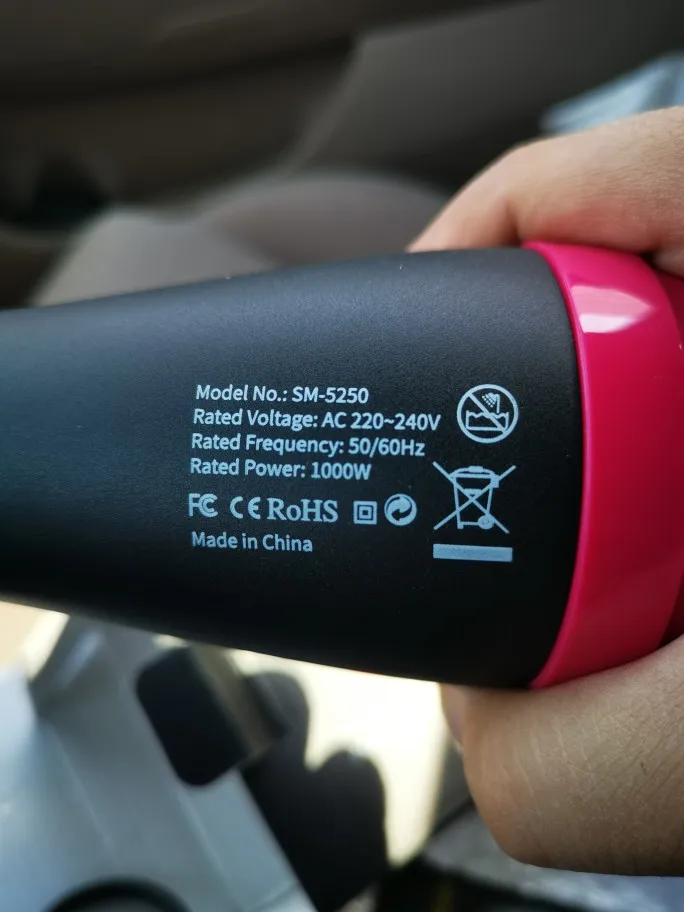 Model No.: SM-5250
Rated Voltage: AC 220~240V
Rated Frequency: 50/60Hz
Rated Power: 1000W
FC CE RoHS
Made in China